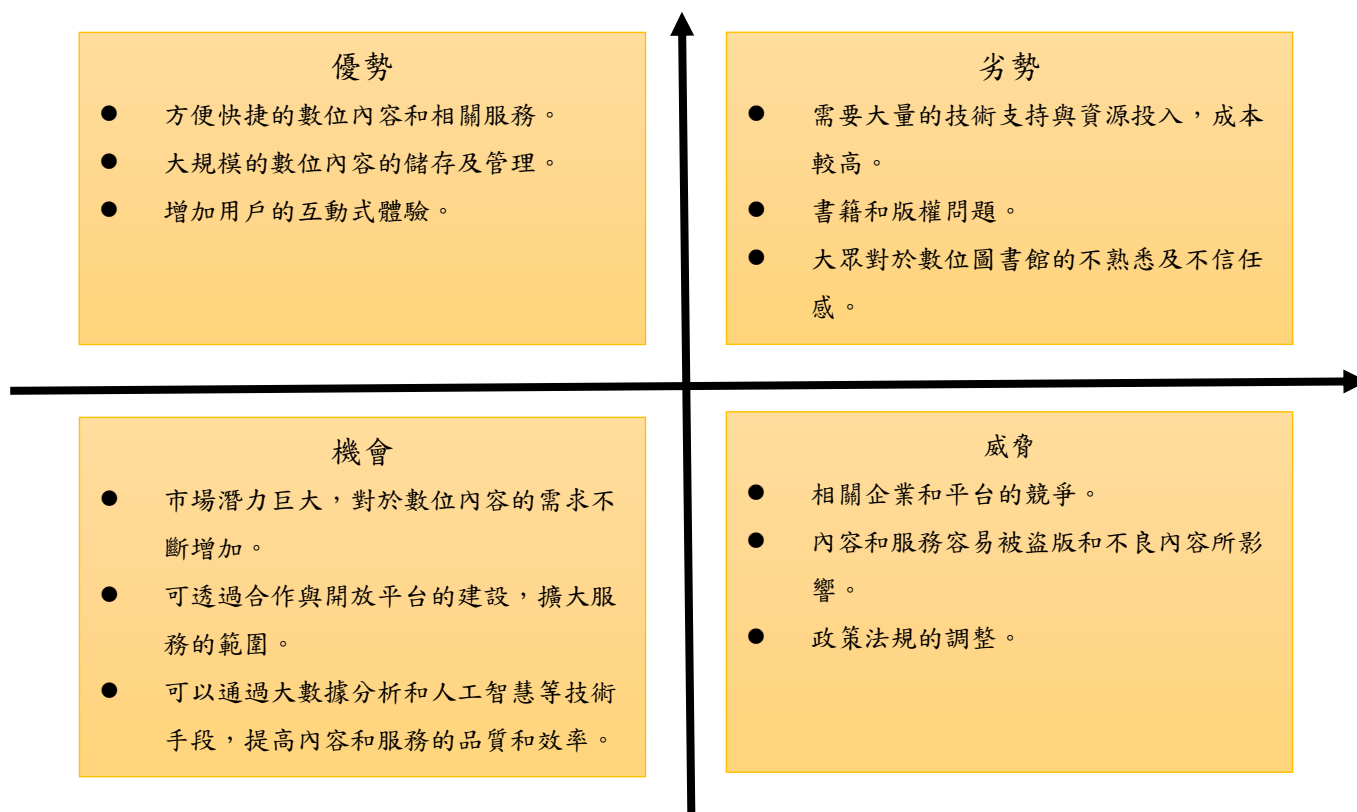 優勢
● 方便快捷的數位內容和相關服務。
● 大規模的數位內容的儲存及管理。
● 增加用戶的互動式體驗。
劣勢
● 需要大量的技術支持與資源投入，成本
較高。
● 書籍和版權問題。
● 大眾對於數位圖書館的不熟悉及不信任
感。
機會
● 市場潛力巨大，對於數位內容的需求不
斷增加。
● 可透過合作與開放平台的建設，擴大服
務的範圍。
● 可以通過大數據分析和人工智慧等技術
手段，提高內容和服務的品質和效率。
威脅
● 相關企業和平台的競爭。
● 內容和服務容易被盜版和不良內容所影
響。
● 政策法規的調整。